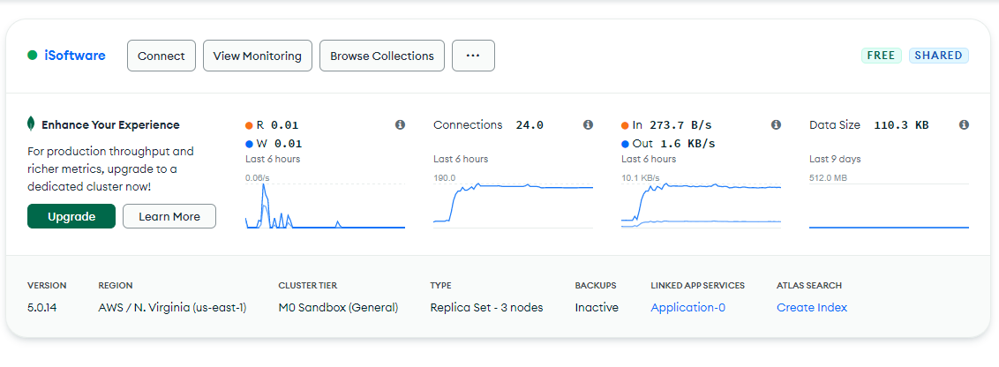 iSoftware
Connect
View Monitoring
Browse Collections
...
FREE
SHARED
Enhance Your Experience
For production throughput and
richer metrics, upgrade to a
dedicated cluster now!
Upgrade
Learn More
R 0.01
W 0.01
Last 6 hours
0.06/s
Connections 24.0
Last 6 hours
190.0
In 273.7 B/s
Out 1.6 KB/s
Last 6 hours
10.1 KB/s
Data Size 110.3 KB
Last 9 days
512.0 MB
VERSION
5.0.14
REGION
AWS / N. Virginia (us-east-1)
CLUSTER TIER
M0 Sandbox (General)
TYPE
Replica Set - 3 nodes
BACKUPS
Inactive
LINKED APP SERVICES
Application-0
ATLAS SEARCH
Create Index